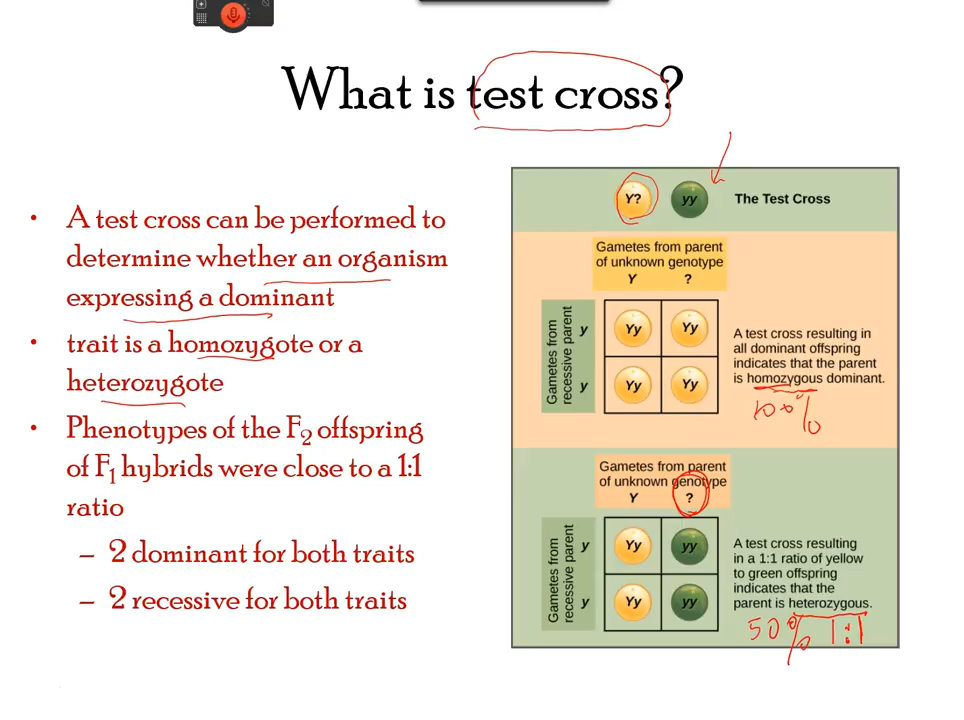 What is test cross?
• A test cross can be performed to
determine whether an organism
expressing a dominant
• trait is a homozygote or a
heterozygote
• Phenotypes of the F2 offspring
of F1 hybrids were close to a 1:1
ratio
– 2 dominant for both traits
– 2 recessive for both traits
Y? yy The Test Cross
Gametes from parent
of unknown genotype
Y ?
Gametes from
recessive parent
y Yy Yy
y Yy Yy
A test cross resulting in
all dominant offspring
indicates that the parent
is homozygous dominant.
100%
Gametes from parent
of unknown genotype
Y ?
Gametes from
recessive parent
y Yy yy
y Yy yy
A test cross resulting
in a 1:1 ratio of yellow
to green offspring
indicates that the
parent is heterozygous.
50% 1:1